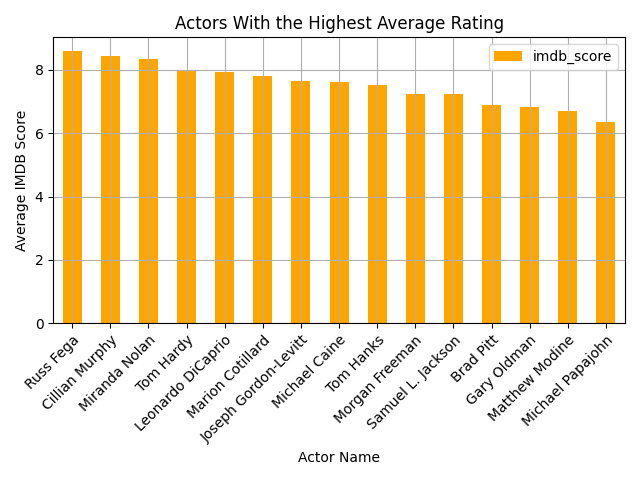 Actors With the Highest Average Rating
imdb_score
Average IMDB Score
8
6
4
2
0
Russ Fega
Cillian Murphy
Miranda Nolan
Tom Hardy
Leonardo DiCaprio
Marion Cotillard
Joseph Gordon-Levitt
Michael Caine
Tom Hanks
Morgan Freeman
Samuel L. Jackson
Brad Pitt
Gary Oldman
Matthew Modine
Michael Papajohn
Actor Name